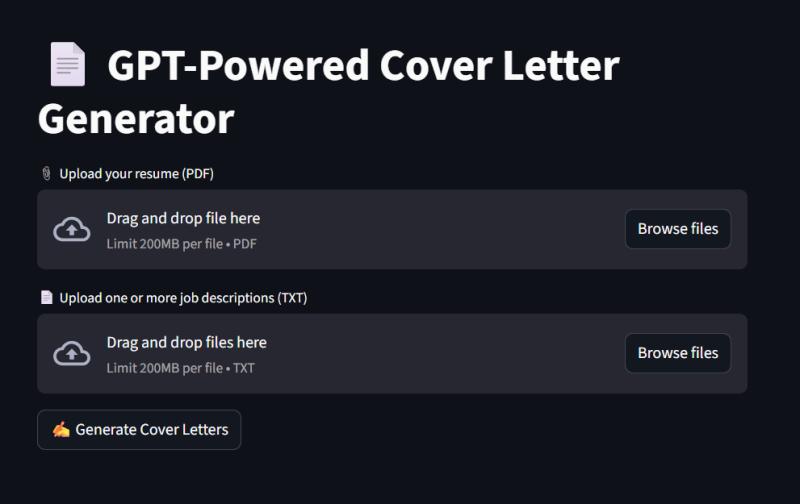 GPT-Powered Cover Letter
Generator
Upload your resume (PDF)
Drag and drop file here
Limit 200MB per file • PDF
Browse files
Upload one or more job descriptions (TXT)
Drag and drop files here
Limit 200MB per file • TXT
Browse files
Generate Cover Letters